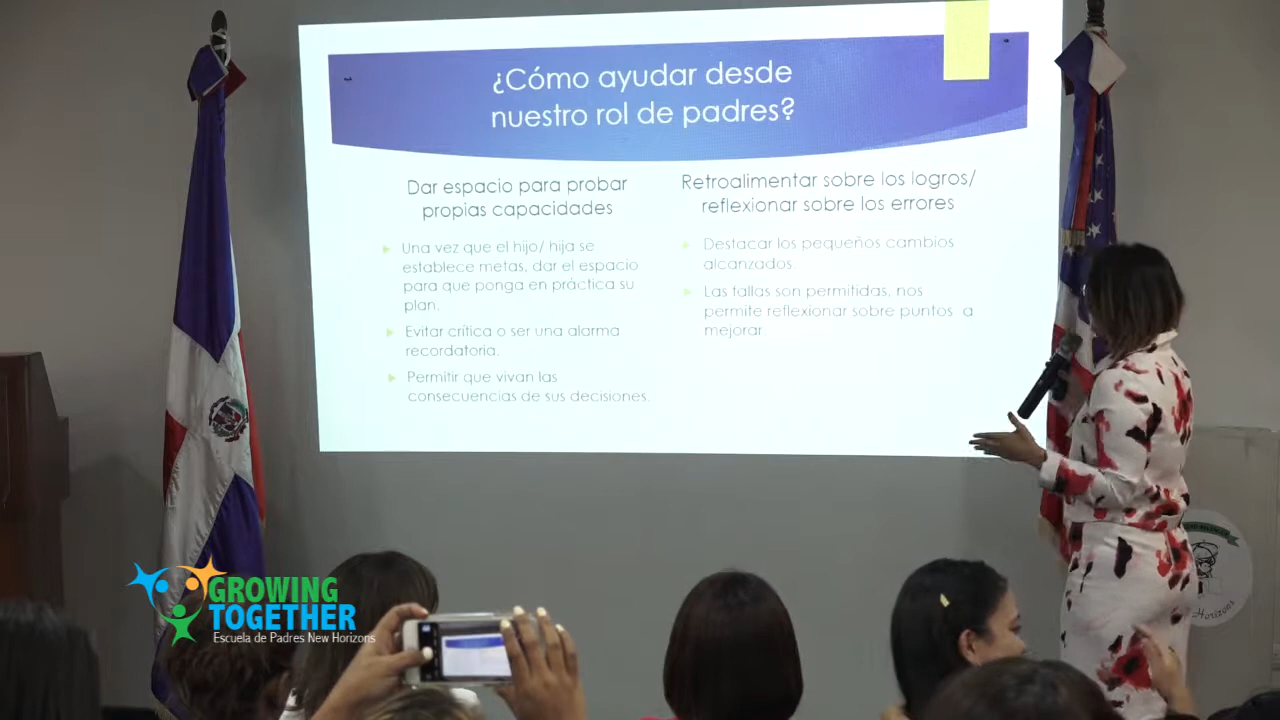 ¿Cómo ayudar desde
nuestro rol de padres?
Dar espacio para probar
propias capacidades
Una vez que el hijo/ hija se
establece metas, dar el espacio
para que ponga en práctica su
plan.
Evitar crítica o ser una alarma
recordatoria.
Permitir que vivan las
consecuencias de sus decisiones.
Retroalimentar sobre los logros/
reflexionar sobre los errores
Destacar los pequeños cambios
alcanzados.
Las fallas son permitidas, nos
permite reflexionar sobre puntos a
mejorar.
GROWING
TOGETHER
Escuela de Padres New Horizons
Horizons